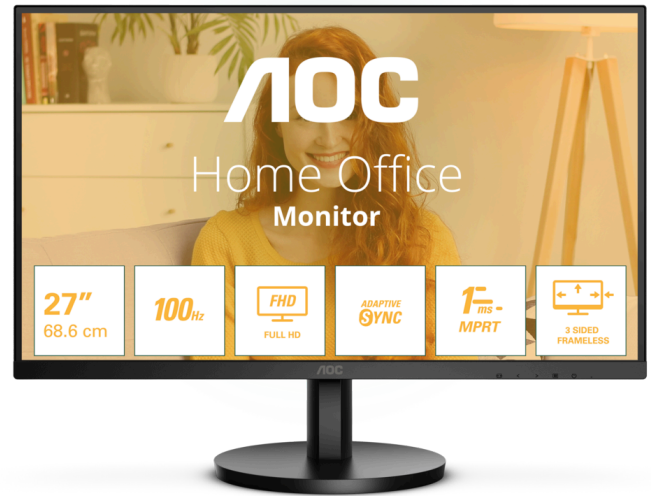 AOC
Home Office
Monitor
27"
68.6 cm
100Hz
FHD
FULL HD
ADAPTIVE
SYNC
1ms -
MPRT
3 SIDED
FRAMELESS
AOC